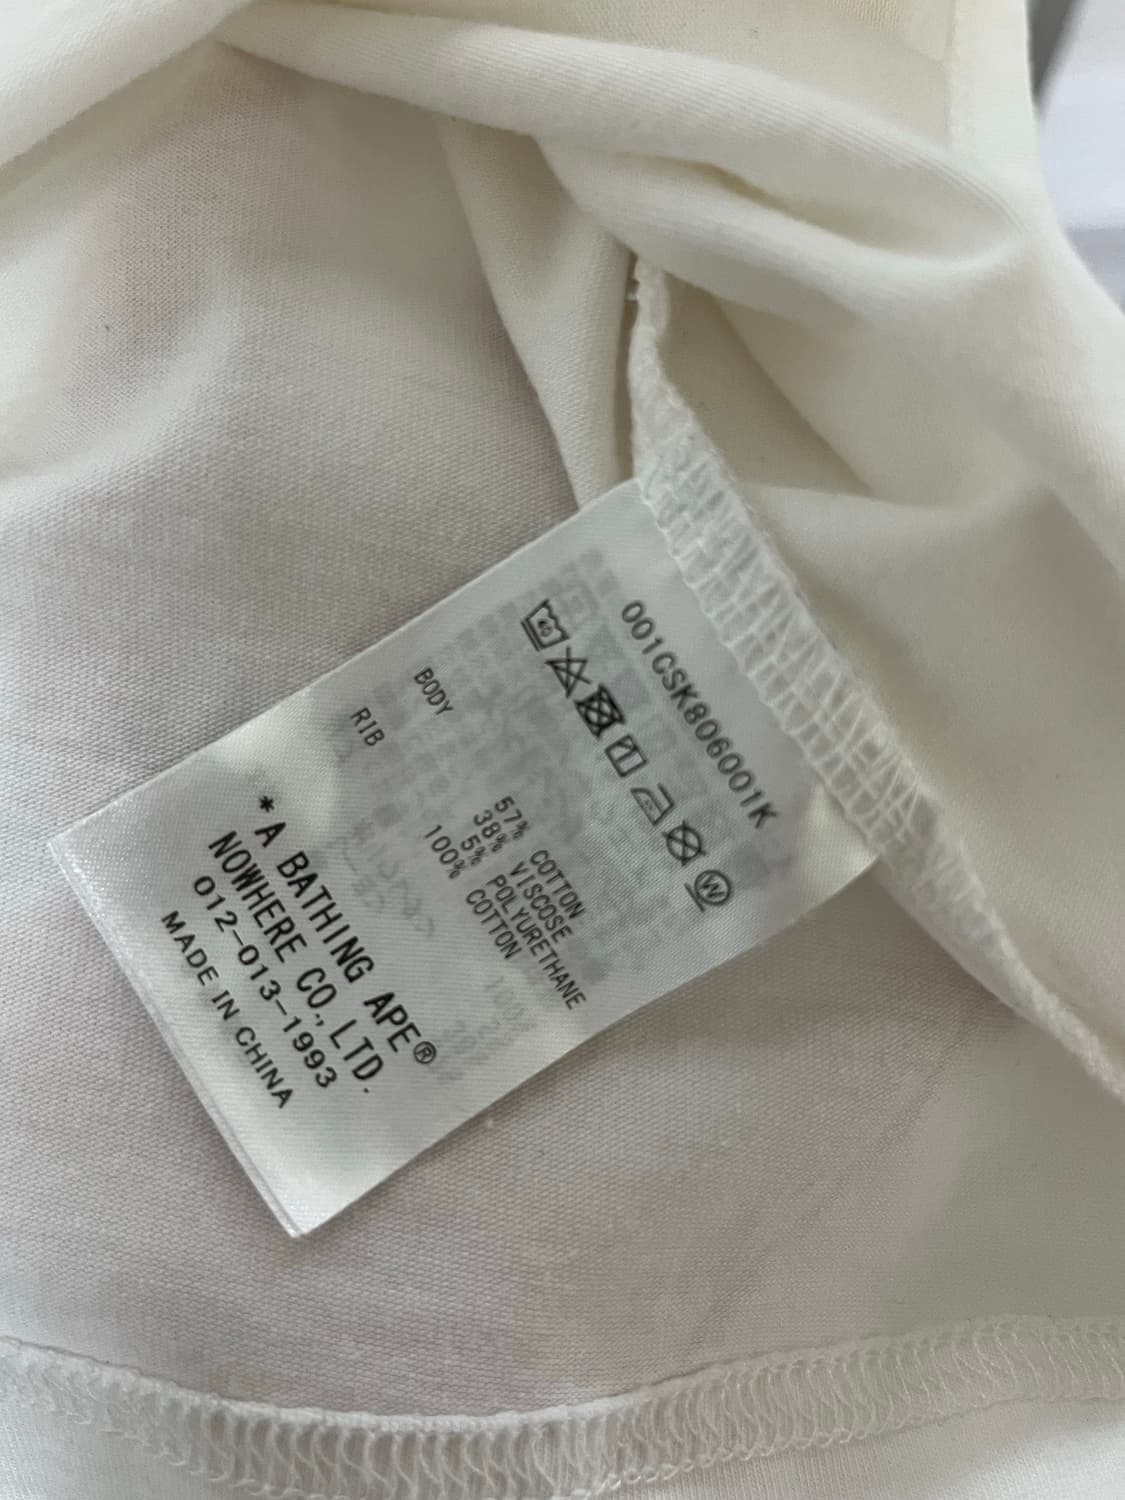 001CSK806001K
40
W
BODY 57% COTTON
38% VISCOSE
5% POLYURETHANE
RIB 100% COTTON
*A BATHING APE®
NOWHERE CO., LTD.
012-013-1993
MADE IN CHINA